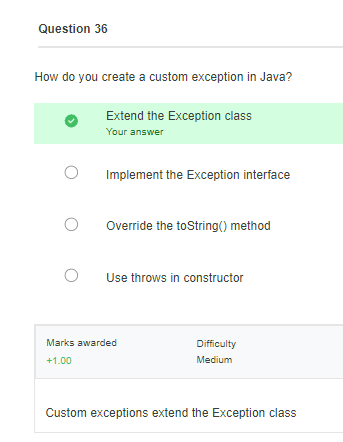 Question 36
How do you create a custom exception in Java?
Extend the Exception class
Your answer
Implement the Exception interface
Override the toString() method
Use throws in constructor
Marks awarded
Difficulty
+1.00
Medium
Custom exceptions extend the Exception class